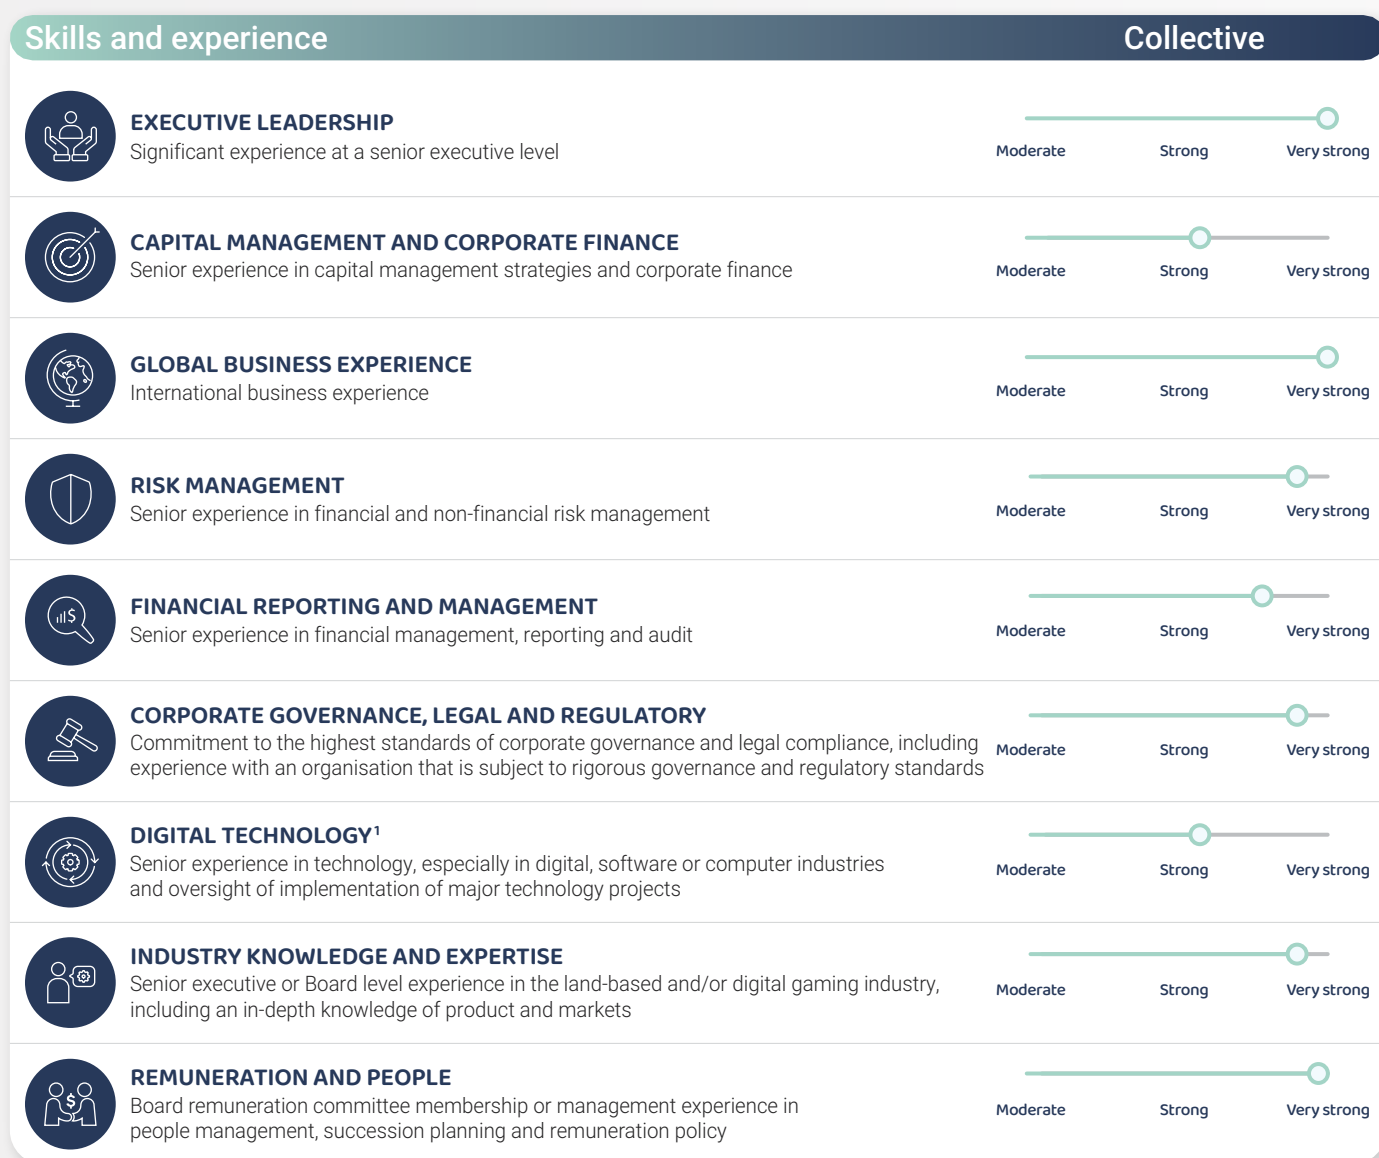 Skills and experience
Collective
EXECUTIVE LEADERSHIP
Significant experience at a senior executive level
Moderate Strong Very strong
CAPITAL MANAGEMENT AND CORPORATE FINANCE
Senior experience in capital management strategies and corporate finance
Moderate Strong Very strong
GLOBAL BUSINESS EXPERIENCE
International business experience
Moderate Strong Very strong
RISK MANAGEMENT
Senior experience in financial and non-financial risk management
Moderate Strong Very strong
$
FINANCIAL REPORTING AND MANAGEMENT
Senior experience in financial management, reporting and audit
Moderate Strong Very strong
CORPORATE GOVERNANCE, LEGAL AND REGULATORY
Commitment to the highest standards of corporate governance and legal compliance, including
experience with an organisation that is subject to rigorous governance and regulatory standards
Moderate Strong Very strong
DIGITAL TECHNOLOGY¹
Senior experience in technology, especially in digital, software or computer industries
and oversight of implementation of major technology projects
Moderate Strong Very strong
INDUSTRY KNOWLEDGE AND EXPERTISE
Senior executive or Board level experience in the land-based and/or digital gaming industry,
including an in-depth knowledge of product and markets
Moderate Strong Very strong
$
REMUNERATION AND PEOPLE
Board remuneration committee membership or management experience in
people management, succession planning and remuneration policy
Moderate Strong Very strong